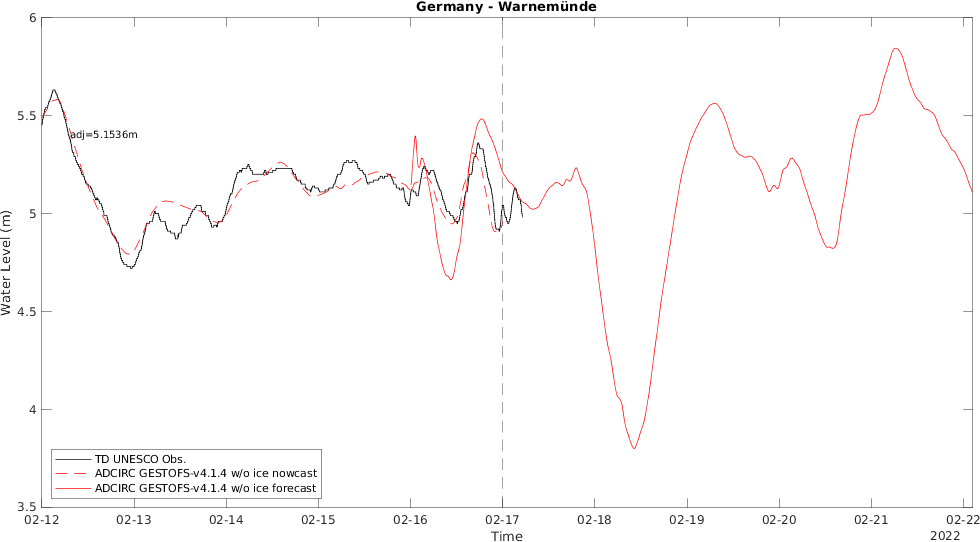 Germany - Warnemünde
6
5.5
5
4.5
4
3.5
Water Level (m)
adj=5.1536m
TD UNESCO Obs.
ADCIRC GESTOFS-v4.1.4 w/o ice nowcast
ADCIRC GESTOFS-v4.1.4 w/o ice forecast
02-12 02-13 02-14 02-15 02-16 02-17 02-18 02-19 02-20 02-21 02-22
Time
2022